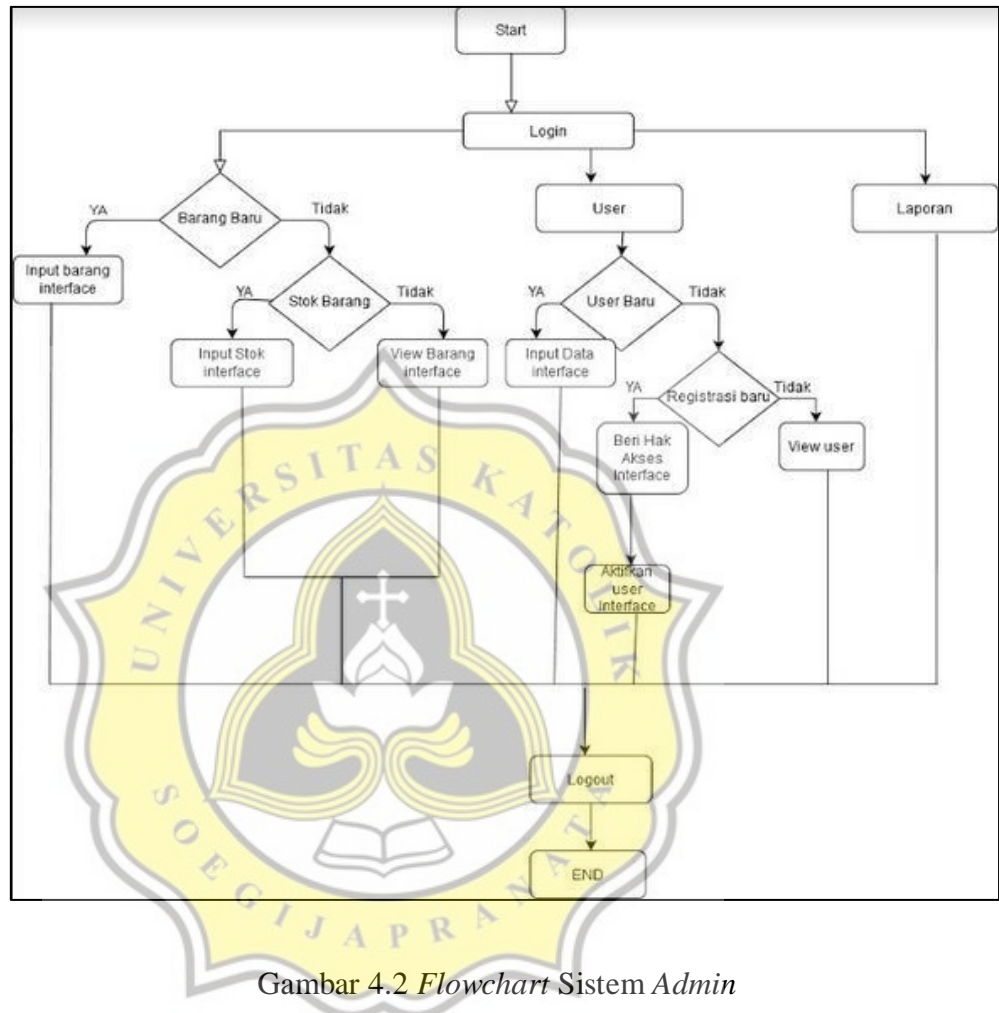 Start
Login
Barang Baru
YA
Tidak
Input barang
interface
Stok Barang
YA
Tidak
Input Stok
interface
View Barang
interface
User
User Baru
YA
Tidak
Input Data
interface
Registrasi baru
YA
Tidak
Beri Hak
Akses
Interface
View user
Aktifkan
user
Interface
Laporan
Logout
END
UNIVERSITAS KATOLIK
SOEGIJAPRANATA
Gambar 4.2 Flowchart Sistem Admin